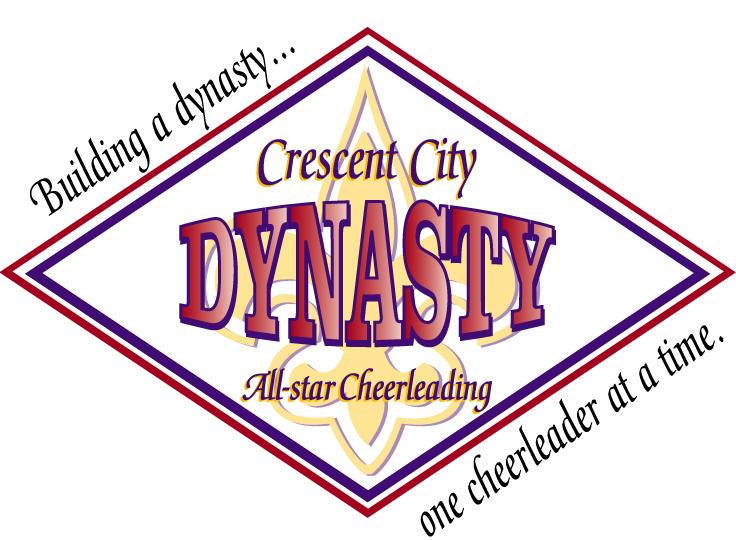 Building a dynasty...
Crescent City
DYNASTY
All-star Cheerleading
one cheerleader at a time.